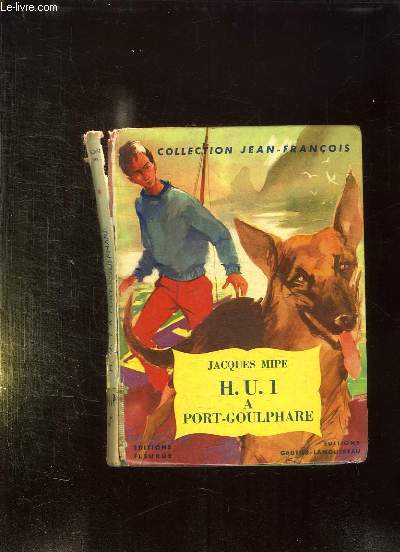 Le-livre.com
COLLECTION JEAN-FRANÇOIS
JACQUES MIPE
H.U.1
A
PORT-GOULPHARE
EDITIONS
FLEURUS
EDITIONS
GAUTIER-LANGUEREAU